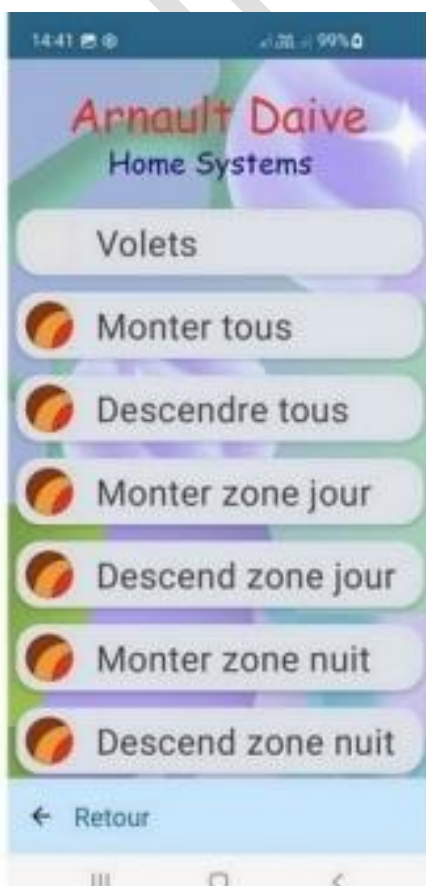 14:41
99%
Arnault Daive
Home Systems
Volets
Monter tous
Descendre tous
Monter zone jour
Descend zone jour
Monter zone nuit
Descend zone nuit
Retour